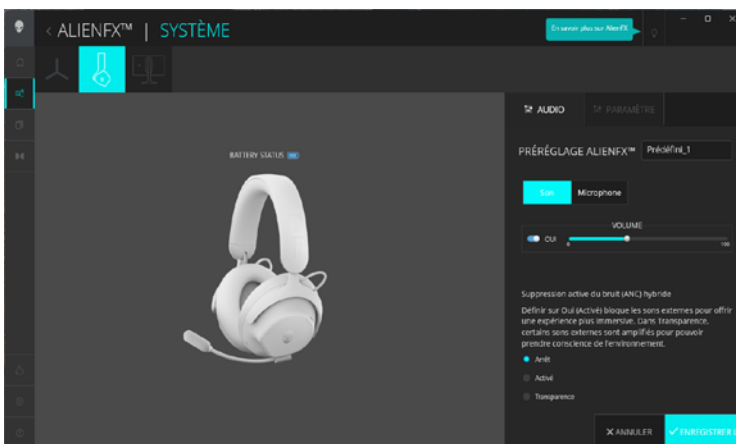 ALIENFX™ | SYSTÈME
En savoir plus sur AlienFX
AUDIO
PARAMÈTRE
BATTERY STATUS
PRÉRÉGLAGE ALIENFX™
Prédéfini_1
Son
Microphone
VOLUME
OUI
0
100
Suppression active du bruit (ANC) hybride
Définir sur Oui (Activé) bloque les sons externes pour offrir
une expérience plus immersive. Dans Transparence,
certains sons externes sont amplifiés pour pouvoir
prendre conscience de l'environnement.
Arrêt
Activé
Transparence
ANNULER
ENREGISTRER